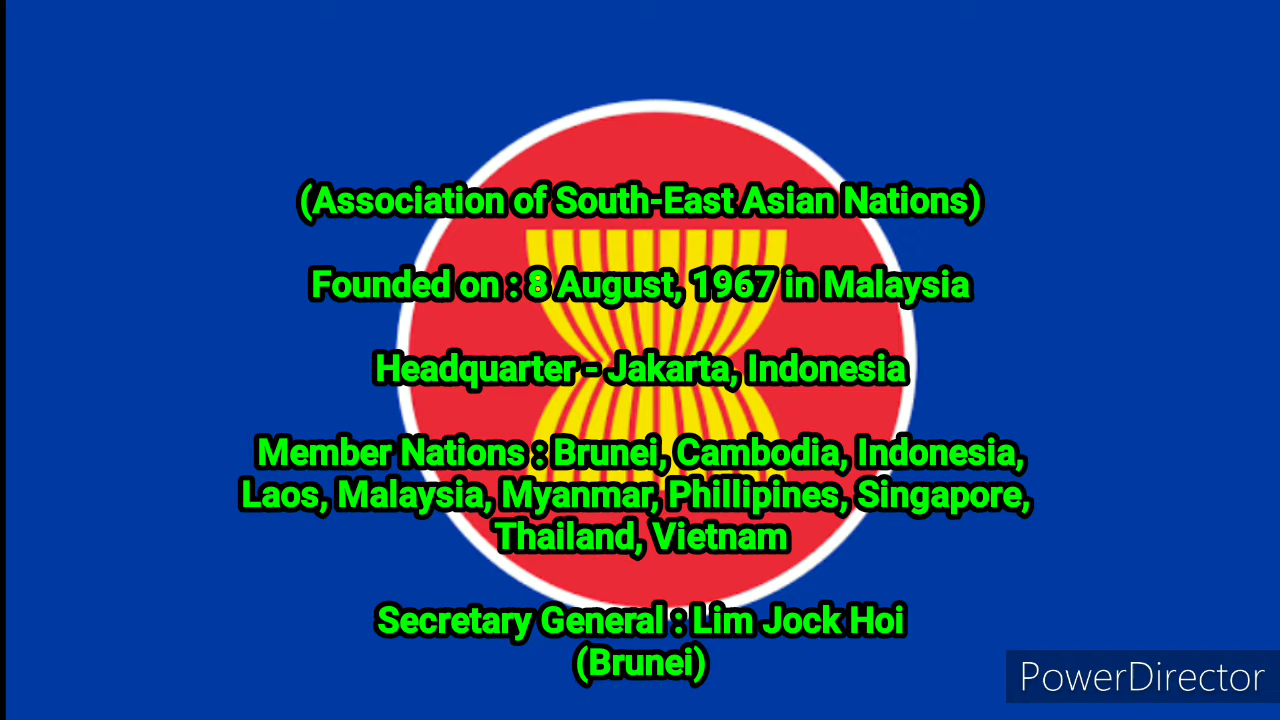 (Association of South-East Asian Nations)
Founded on : 8 August, 1967 in Malaysia
Headquarter - Jakarta, Indonesia
Member Nations : Brunei, Cambodia, Indonesia,
Laos, Malaysia, Myanmar, Phillipines, Singapore,
Thailand, Vietnam
Secretary General : Lim Jock Hoi
(Brunei)
PowerDirector